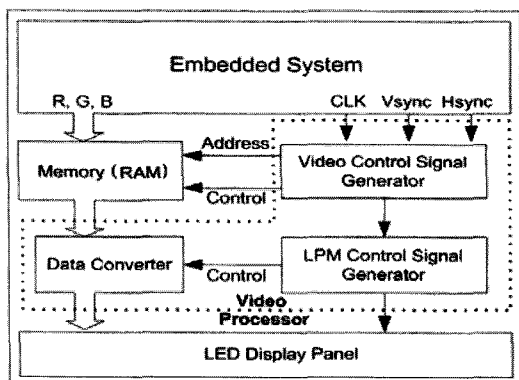 Embedded System
R, G, B
CLK Vsync Hsync
Address
Memory (RAM)
Video Control Signal
Generator
Control
Data Converter
LPM Control Signal
Generator
Control
Video
Processor
LED Display Panel